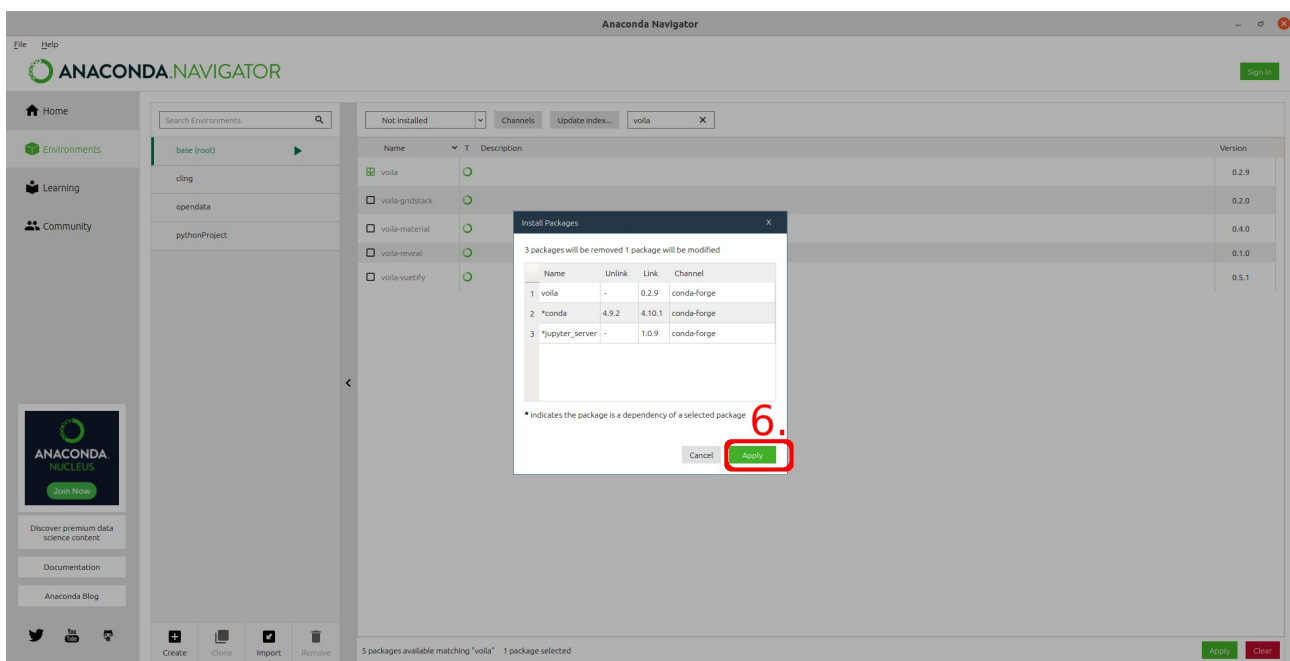 Anaconda Navigator
File Help
ANACONDA.NAVIGATOR
Sign in
Home
Environments
Learning
Community
Search Environments
base (root)
cling
opendata
pythonProject
Not installed Channels Update index... voila X
Name T Description Version
voila 0.2.9
voila-gridstack 0.2.0
voila-material 0.4.0
voila-reveal 0.1.0
voila-vuetify 0.5.1
Install Packages X
3 packages will be removed 1 package will be modified
Name Unlink Link Channel
1 voila - 0.2.9 conda-forge
2 *conda 4.9.2 4.10.1 conda-forge
3 *jupyter_server - 1.0.9 conda-forge
* indicates the package is a dependency of a selected package
6.
Cancel Apply
ANACONDA.
NUCLEUS
Join Now
Discover premium data
science content
Documentation
Anaconda Blog
You
Tube
Create Clone Import Remove
5 packages available matching "voila" 1 package selected
Apply Clear